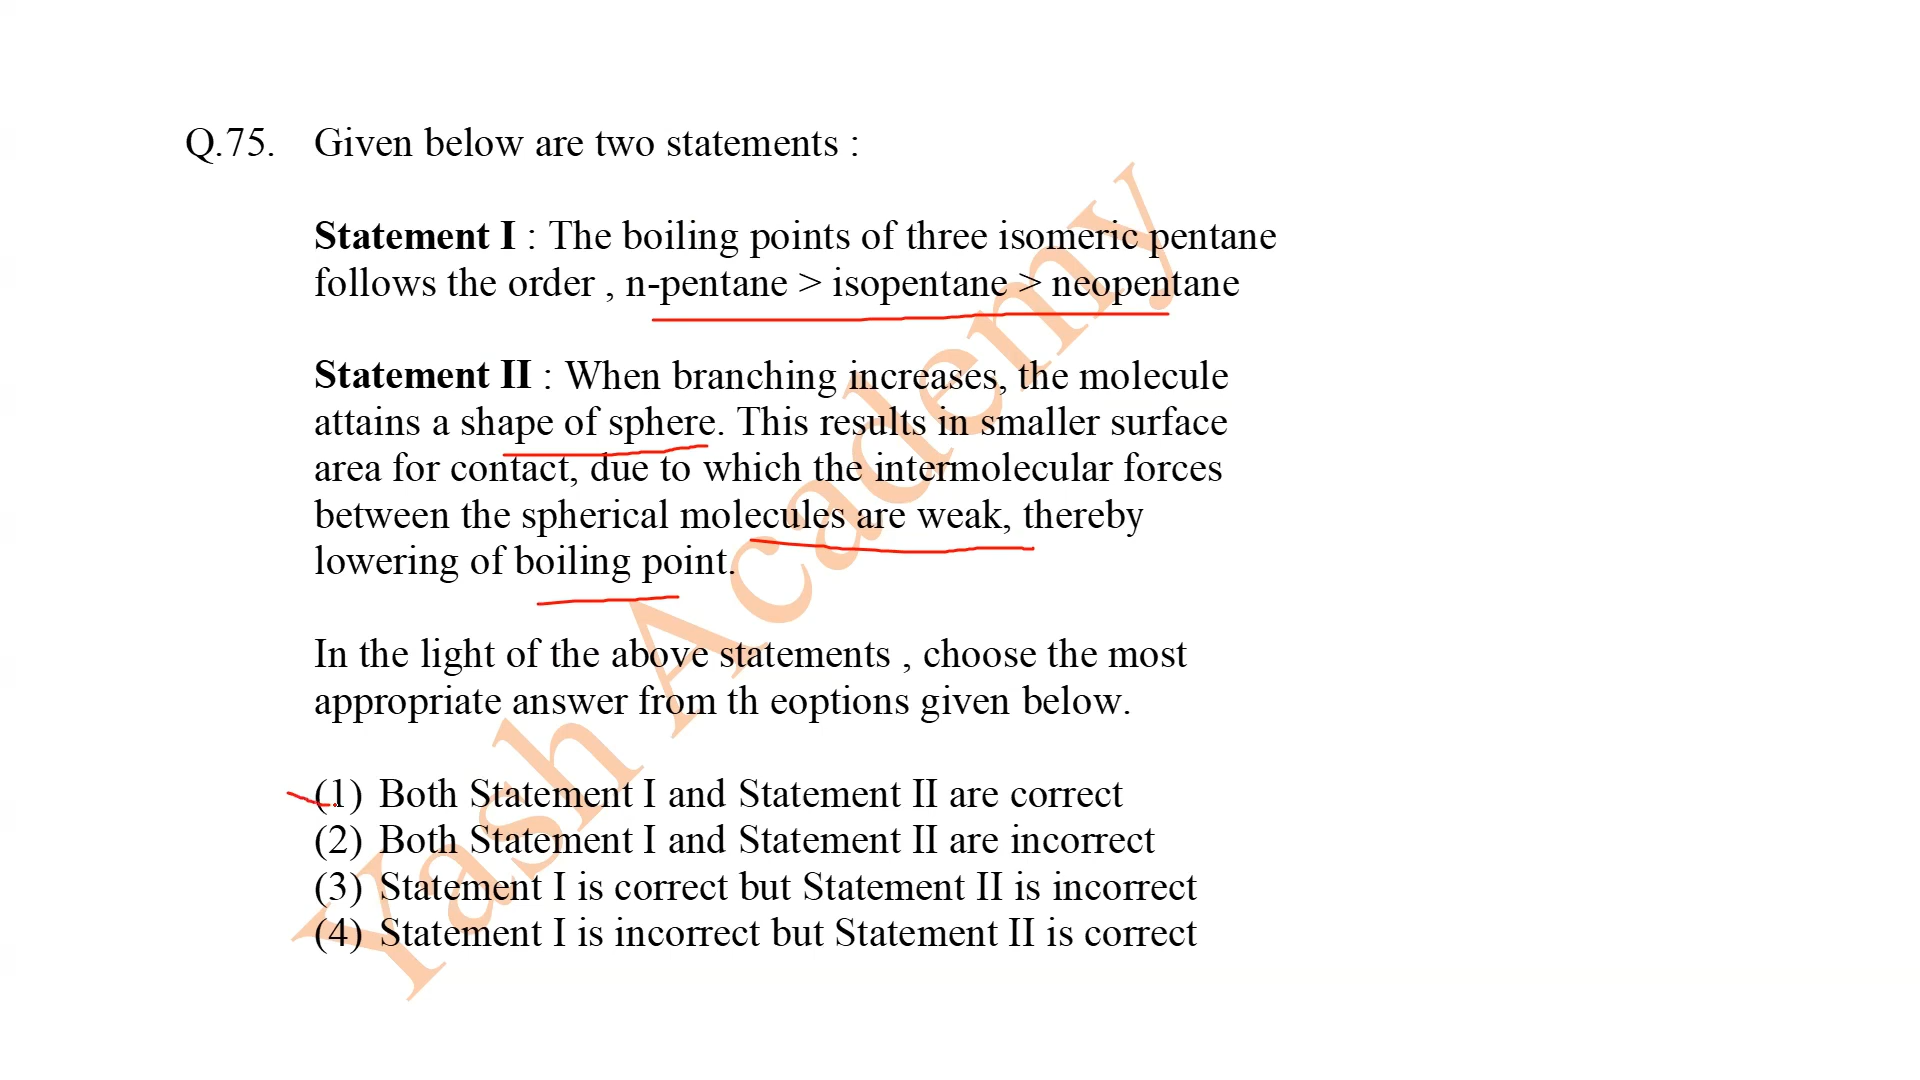 Q.75. Given below are two statements :
Statement I : The boiling points of three isomeric pentane
follows the order , n-pentane > isopentane > neopentane
Statement II : When branching increases, the molecule
attains a shape of sphere. This results in smaller surface
area for contact, due to which the intermolecular forces
between the spherical molecules are weak, thereby
lowering of boiling point.
In the light of the above statements , choose the most
appropriate answer from th eoptions given below.
(1) Both Statement I and Statement II are correct
(2) Both Statement I and Statement II are incorrect
(3) Statement I is correct but Statement II is incorrect
(4) Statement I is incorrect but Statement II is correct
Yash Academy